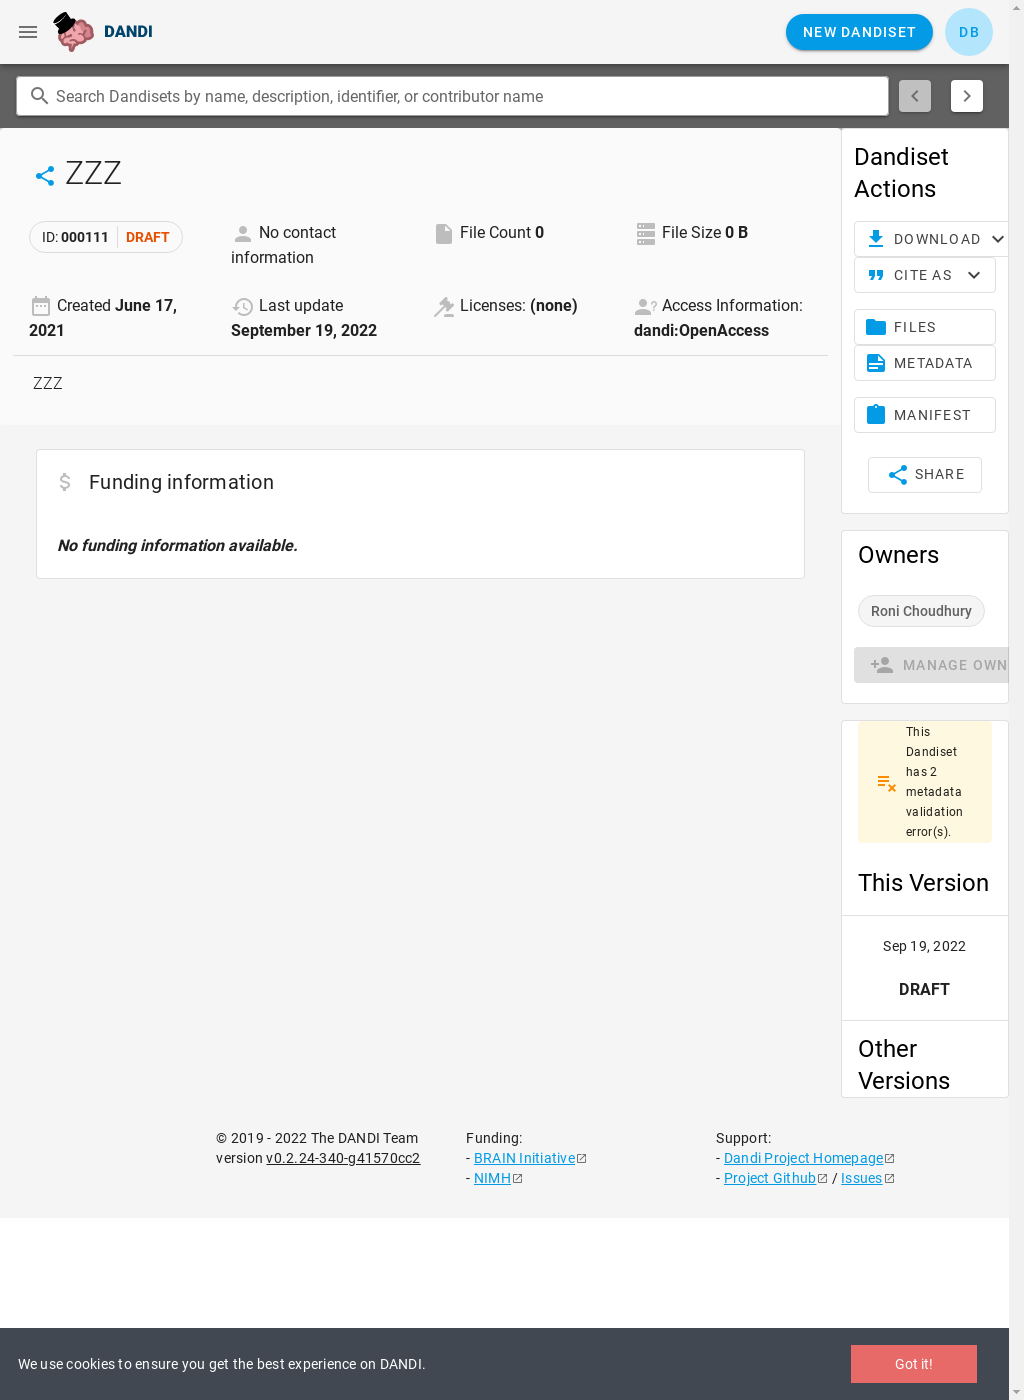 DANDI
NEW DANDISET
DB
Search Dandisets by name, description, identifier, or contributor name
ZZZ
ID: 000111 DRAFT
No contact
information
File Count 0
File Size 0 B
Created June 17,
2021
Last update
September 19, 2022
Licenses: (none)
Access Information:
dandi:OpenAccess
ZZZ
Funding information
No funding information available.
Dandiset
Actions
DOWNLOAD
CITE AS
FILES
METADATA
MANIFEST
SHARE
Owners
Roni Choudhury
MANAGE OWN
This
Dandiset
has 2
metadata
validation
error(s).
This Version
Sep 19, 2022
DRAFT
Other
Versions
© 2019 - 2022 The DANDI Team
version v0.2.24-340-g41570cc2
Funding:
- BRAIN Initiative
- NIMH
Support:
- Dandi Project Homepage
- Project Github / Issues
We use cookies to ensure you get the best experience on DANDI.
Got it!